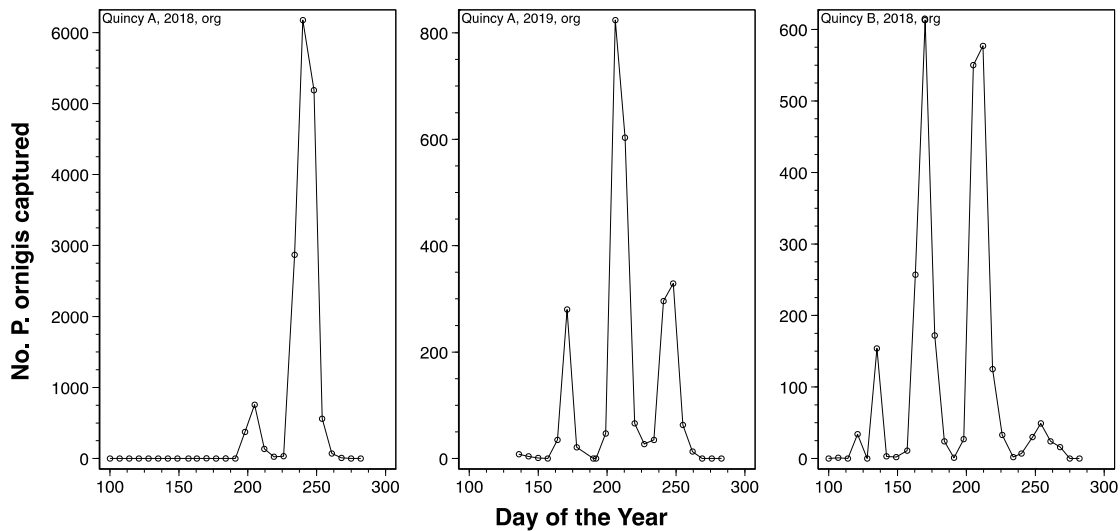 No. P. ornigis captured
Quincy A, 2018, org
6000
5000
4000
3000
2000
1000
0
100 150 200 250 300
Quincy A, 2019, org
800
600
400
200
0
100 150 200 250 300
Quincy B, 2018, org
600
500
400
300
200
100
0
100 150 200 250 300
Day of the Year